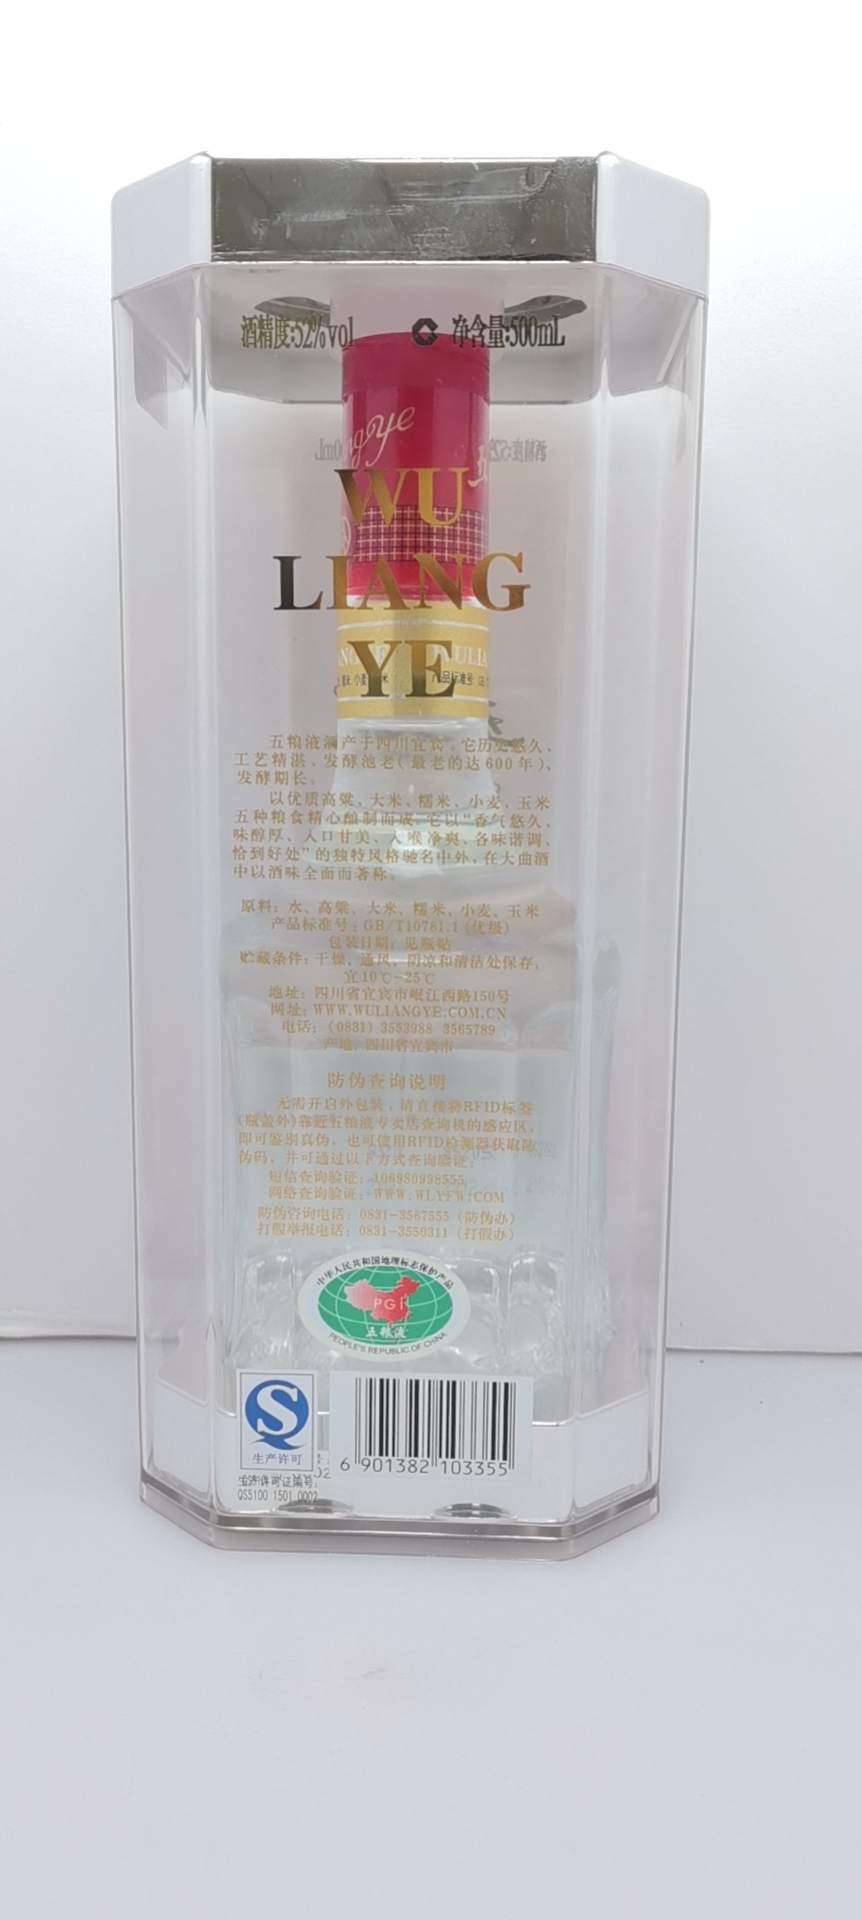 酒精度:52%vol 净含量:500mL
gye
WU
LIANG
YE
五粮液酒产于四川宜宾。它历史悠久、
工艺精湛、发酵池老(最老的达600年)、
发酵期长。
以优质高粱、大米、糯米、小麦、玉米
五种粮食精心酿制而成。它以“香气悠久、
味醇厚、入口甘美、入喉净爽、各味谐调、
恰到好处”的独特风格驰名中外,在大曲酒
中以酒味全面而著称。
原料: 水、高粱、大米、糯米、小麦、玉米
产品标准号: GB/T10781.1 (优级)
包装日期: 见瓶贴
贮藏条件: 干燥、通风、阴凉和清洁处保存,
宜10℃-25℃
地址: 四川省宜宾市岷江西路150号
网址: WWW.WULIANGYE.COM.CN
电话: (0831) 3553988 3565789
产地: 四川省宜宾市
防伪查询说明
无需开启外包装,请直接将RFID标签
(瓶盖外)靠近五粮液专卖店查询机的感应区,
即可鉴别真伪,也可使用RFID检测器获取防
伪码,并可通过以下方式查询验证:
短信查询验证: 106980998555
网络查询验证: WWW.WLYFW.COM
防伪咨询电话: 0831-3567555 (防伪办)
打假举报电话: 0831-3550311 (打假办)
中华人民共和国地理标志保护产品
PGI
五粮液
PEOPLE'S REPUBLIC OF CHINA
生产许可
生产许可证编号:
QS5100 1501 0002
6 901382 103355